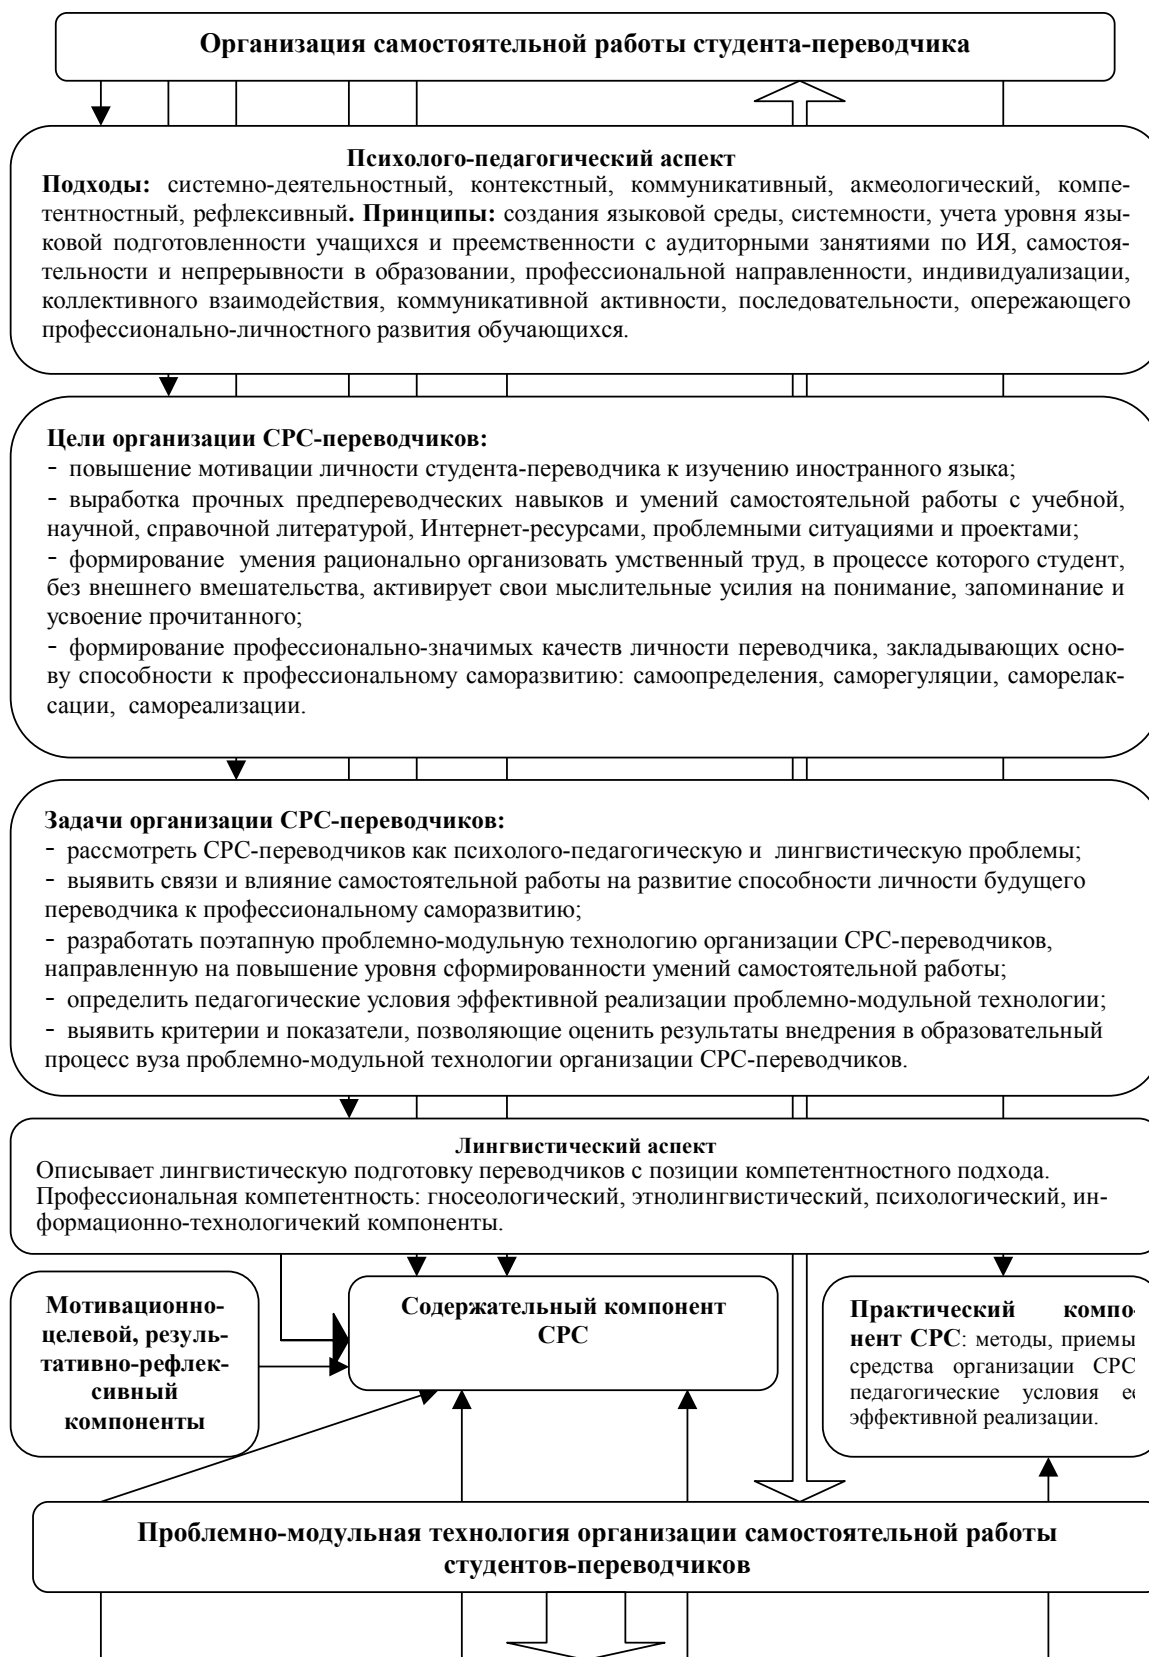 Организация самостоятельной работы студента-переводчика
Психолого-педагогический аспект
Подходы: системно-деятельностный, контекстный, коммуникативный, акмеологический, компе-
тентностный, рефлексивный. Принципы: создания языковой среды, системности, учета уровня язы-
ковой подготовленности учащихся и преемственности с аудиторными занятиями по ИЯ, самостоя-
тельности и непрерывности в образовании, профессиональной направленности, индивидуализации,
коллективного взаимодействия, коммуникативной активности, последовательности, опережающего
профессионально-личностного развития обучающихся.
Цели организации СРС-переводчиков:
- повышение мотивации личности студента-переводчика к изучению иностранного языка;
- выработка прочных предпереводческих навыков и умений самостоятельной работы с учебной,
научной, справочной литературой, Интернет-ресурсами, проблемными ситуациями и проектами;
- формирование умения рационально организовать умственный труд, в процессе которого студент,
без внешнего вмешательства, активирует свои мыслительные усилия на понимание, запоминание и
усвоение прочитанного;
- формирование профессионально-значимых качеств личности переводчика, закладывающих осно-
ву способности к профессиональному саморазвитию: самоопределения, саморегуляции, саморелак-
сации, самореализации.
Задачи организации СРС-переводчиков:
- рассмотреть СРС-переводчиков как психолого-педагогическую и лингвистическую проблемы;
- выявить связи и влияние самостоятельной работы на развитие способности личности будущего
переводчика к профессиональному саморазвитию;
- разработать поэтапную проблемно-модульную технологию организации СРС-переводчиков,
направленную на повышение уровня сформированности умений самостоятельной работы;
- определить педагогические условия эффективной реализации проблемно-модульной технологии;
- выявить критерии и показатели, позволяющие оценить результаты внедрения в образовательный
процесс вуза проблемно-модульной технологии организации СРС-переводчиков.
Лингвистический аспект
Описывает лингвистическую подготовку переводчиков с позиции компетентностного подхода.
Профессиональная компетентность: гносеологический, этнолингвистический, психологический, ин-
формационно-технологичекий компоненты.
Мотивационно-
целевой, резуль-
тативно-рефлек-
сивный
компоненты
Содержательный компонент
СРС
Практический компо-
нент СРС: методы, приемы
средства организации СРС
педагогические условия ее
эффективной реализации.
Проблемно-модульная технология организации самостоятельной работы
студентов-переводчиков